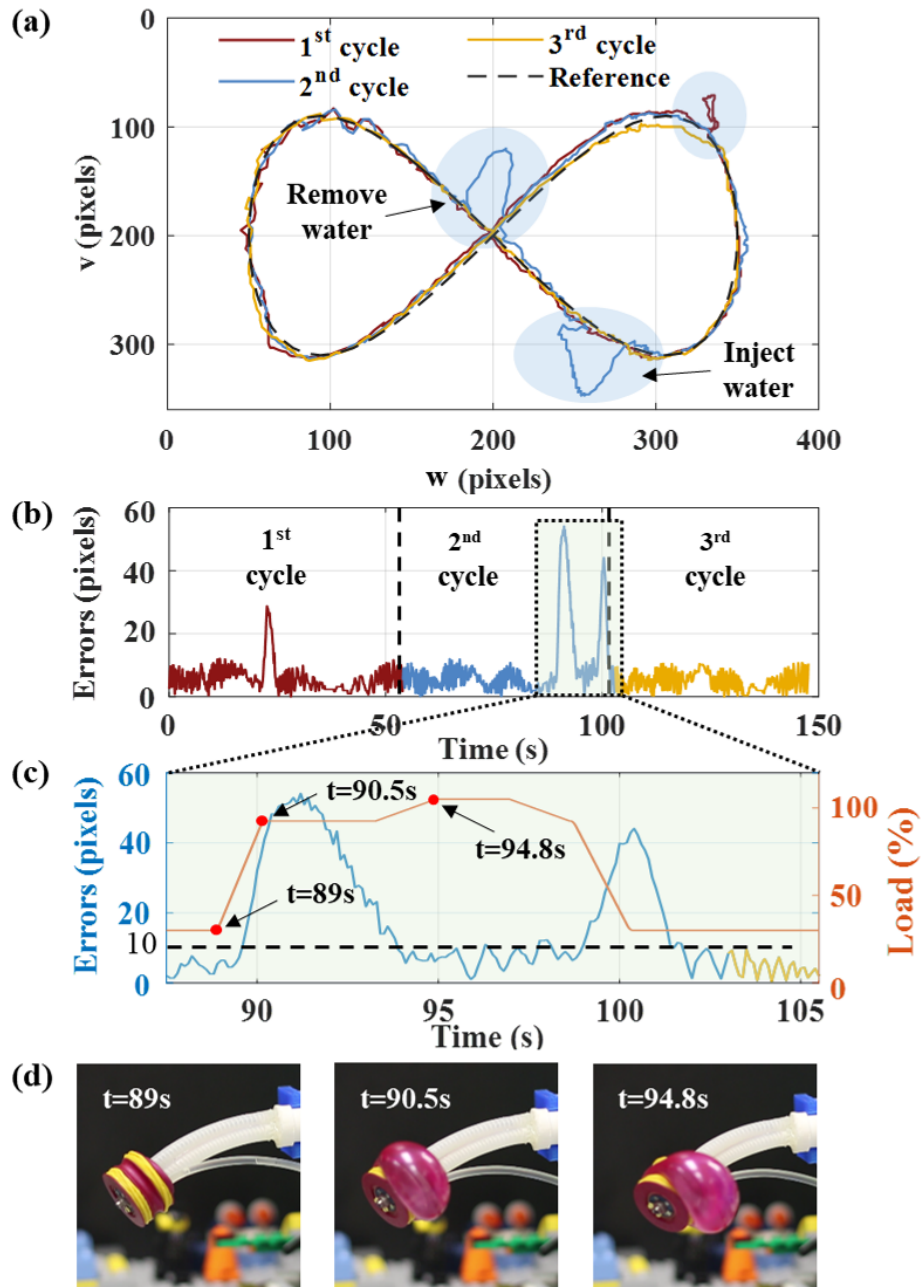 (a)
0
1st cycle
3rd cycle
2nd cycle
Reference
100
Remove
water
200
v (pixels)
300
Inject
water
0
100
200
300
400
w (pixels)
(b)
60
1st
cycle
2nd
cycle
3rd
cycle
40
20
0
Errors (pixels)
0
50
100
150
Time (s)
(c)
60
t=90.5s
100
40
t=94.8s
t=89s
50
20
10
0
0
Errors (pixels)
Load (%)
90
95
100
105
Time (s)
(d)
t=89s
t=90.5s
t=94.8s